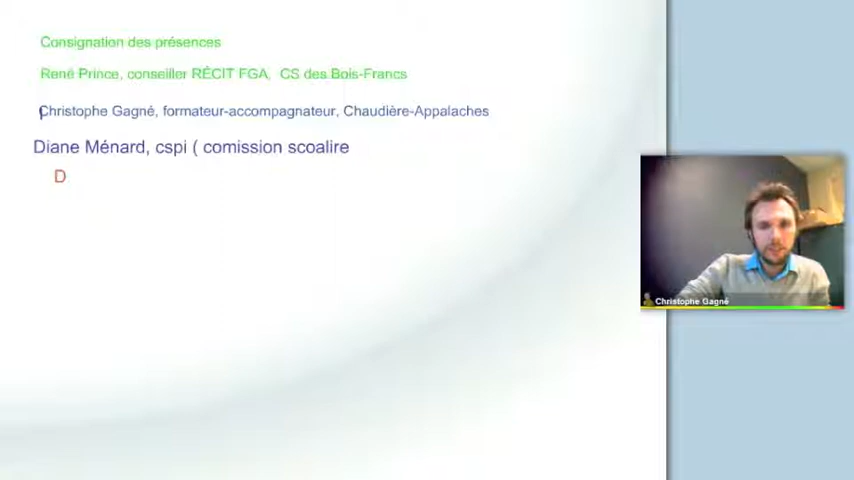 Consignation des présences
René Prince, conseiller RÉCIT FGA, CS des Bois-Francs
Christophe Gagné, formateur-accompagnateur, Chaudière-Appalaches
Diane Ménard, cspi ( comission scoalire
D
Christophe Gagné